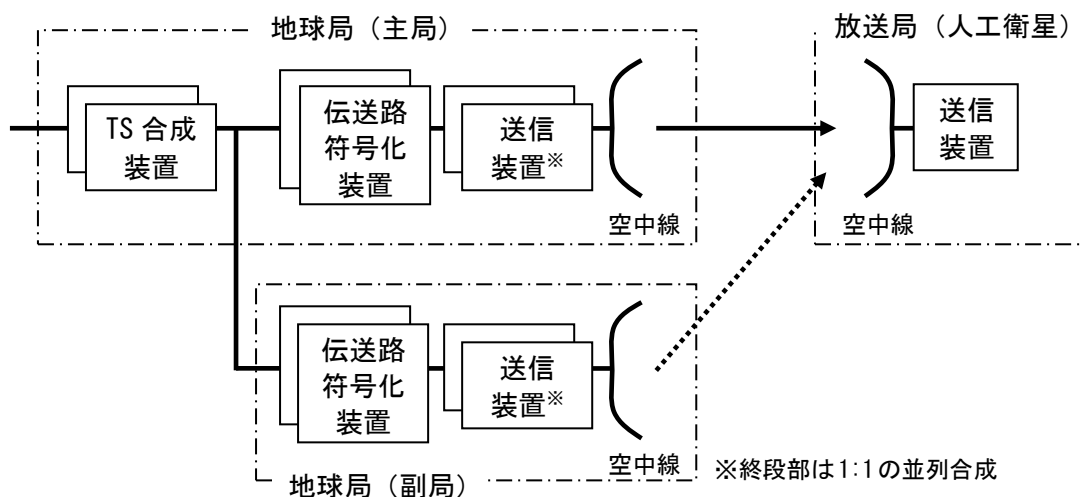 地球局（主局）
放送局（人工衛星）
TS 合成
装置
伝送路
符号化
装置
送信
装置※
空中線
送信
装置
空中線
伝送路
符号化
装置
送信
装置※
空中線
地球局（副局）
※終段部は1:1の並列合成